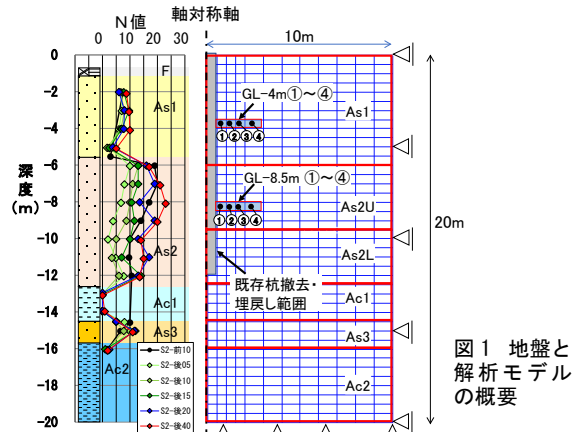 N値
0 10 20 30
深度
(m)
0
−2
−4
−6
−8
−10
−12
−14
−16
−18
−20
F
As1
As2
Ac1
As3
Ac2
S2-前10
S2-後05
S2-後10
S2-後15
S2-後20
S2-後40
軸対称軸
10m
GL-4m①～④
As1
①②③④
GL-8.5m ①～④
As2U
①②③④
As2L
既存杭撤去・
埋戻し範囲
Ac1
As3
Ac2
20m
図1 地盤と
解析モデル
の概要